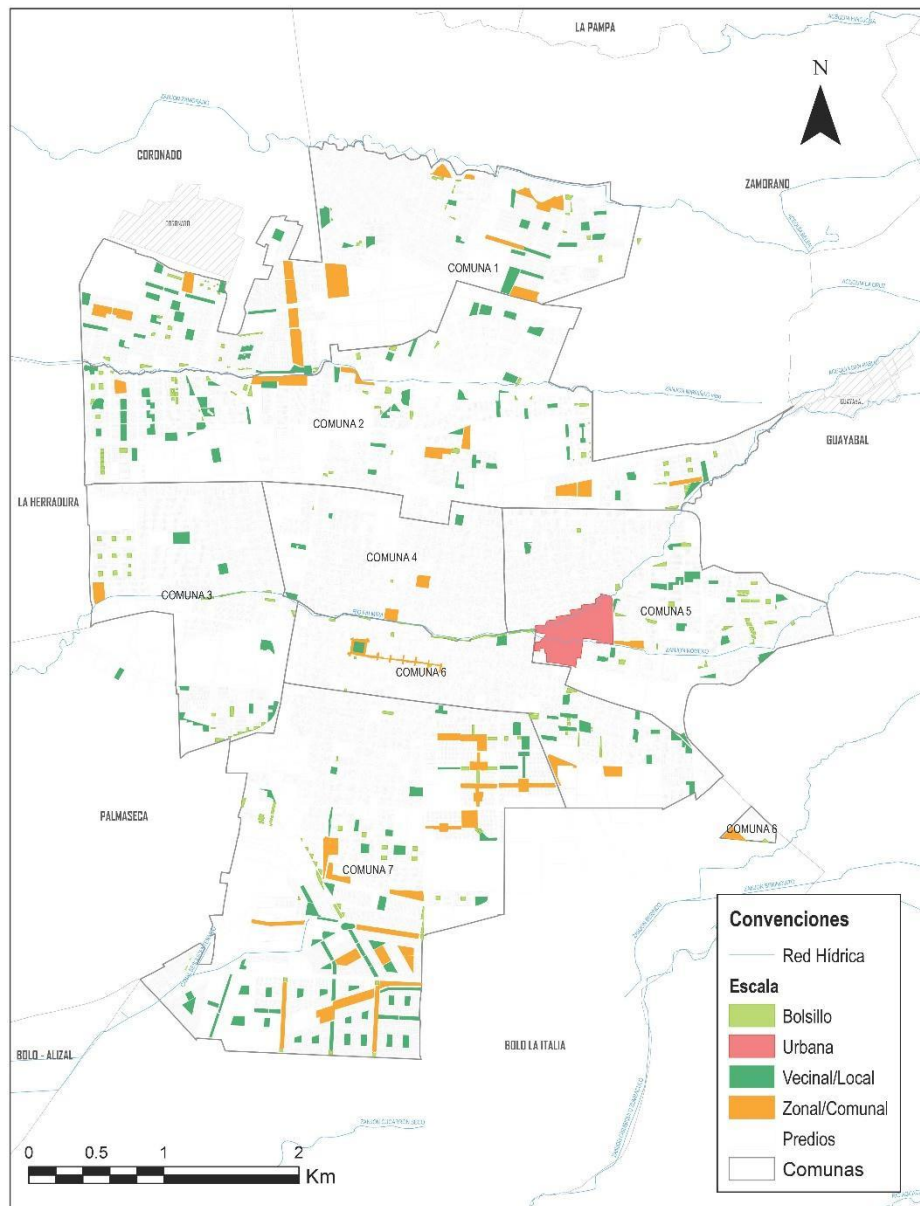 LA PAMPA
N
CORONADO
ZAMORANO
CORONADO
COMUNA 1
COMUNA 2
GUAYABAL
GUAYABAL
LA HERRADURA
COMUNA 4
COMUNA 3
COMUNA 5
COMUNA 6
PALMASECA
COMUNA 6
COMUNA 7
BOLO - ALIZAL
BOLO LA ITALIA
Convenciones
Red Hídrica
Escala
Bolsillo
Urbana
Vecinal/Local
Zonal/Comunal
Predios
Comunas
0 0.5 1 2
Km